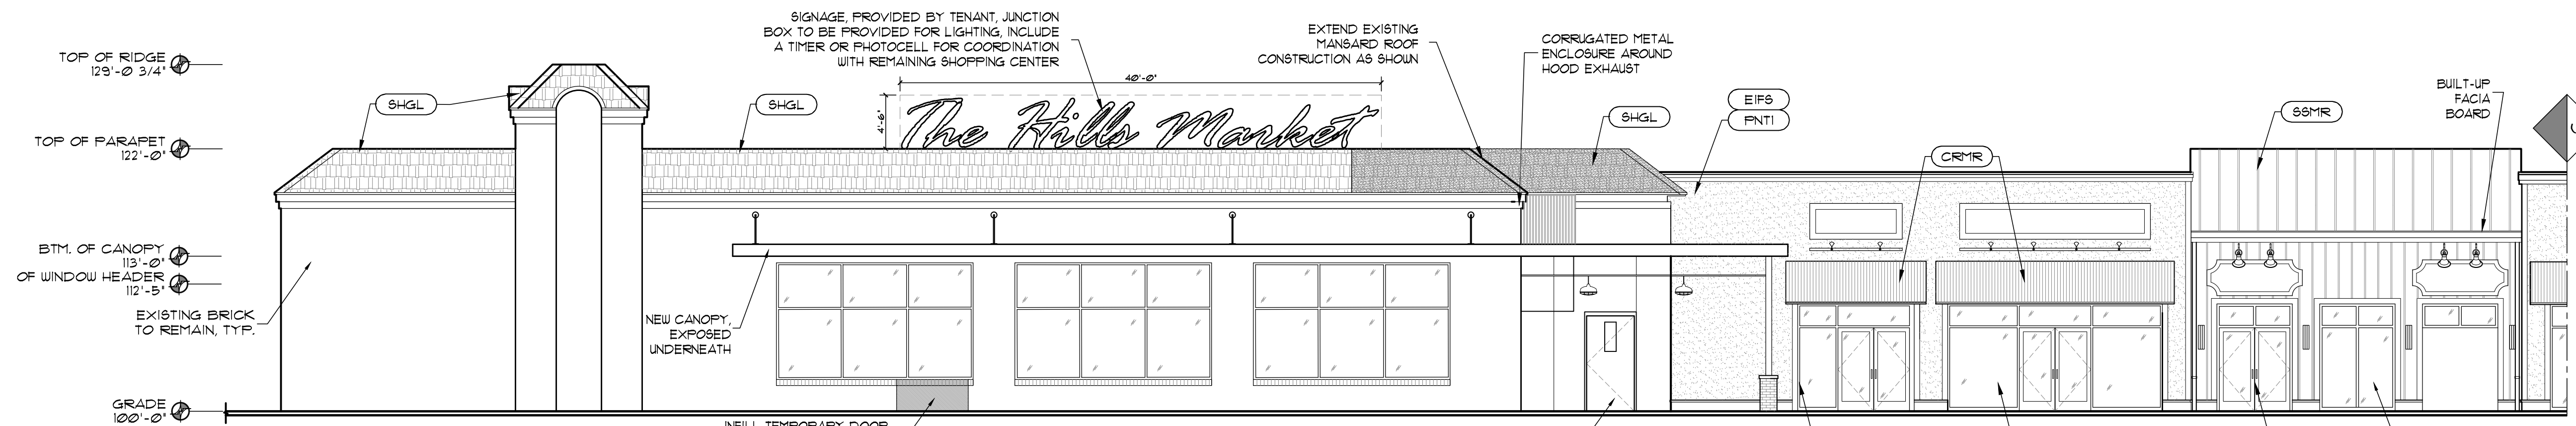 TOP OF RIDGE
129'-0 3/4"
TOP OF PARAPET
122'-0"
BTM. OF CANOPY
113'-0"
OF WINDOW HEADER
112'-5"
EXISTING BRICK
TO REMAIN, TYP.
GRADE
100'-0"
SHGL
SHGL
SIGNAGE, PROVIDED BY TENANT, JUNCTION
BOX TO BE PROVIDED FOR LIGHTING, INCLUDE
A TIMER OR PHOTOCELL FOR COORDINATION
WITH REMAINING SHOPPING CENTER
40'-0"
4'-6"
The Hills Market
EXTEND EXISTING
MANSARD ROOF
CONSTRUCTION AS SHOWN
CORRUGATED METAL
ENCLOSURE AROUND
HOOD EXHAUST
SHGL
EIFS
PNT1
CRMR
SSMR
BUILT-UP
FACIA
BOARD
NEW CANOPY,
EXPOSED
UNDERNEATH
INFILL TEMPORARY DOOR